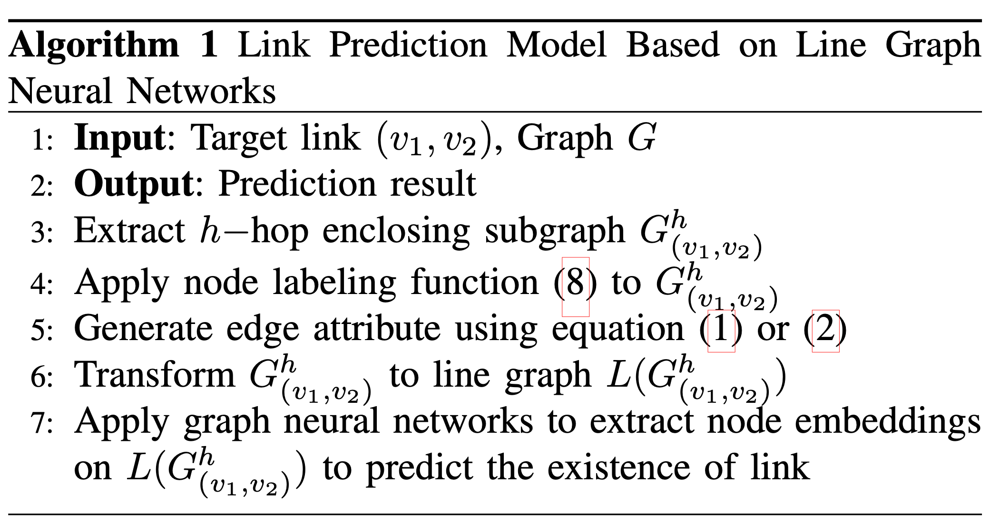 Algorithm 1 Link Prediction Model Based on Line Graph
Neural Networks
1: Input: Target link $(v_1, v_2)$, Graph $G$
2: Output: Prediction result
3: Extract $h-$hop enclosing subgraph $G^h_{(v_1,v_2)}$
4: Apply node labeling function (8) to $G^h_{(v_1,v_2)}$
5: Generate edge attribute using equation (1) or (2)
6: Transform $G^h_{(v_1,v_2)}$ to line graph $L(G^h_{(v_1,v_2)})$
7: Apply graph neural networks to extract node embeddings
on $L(G^h_{(v_1,v_2)})$ to predict the existence of link